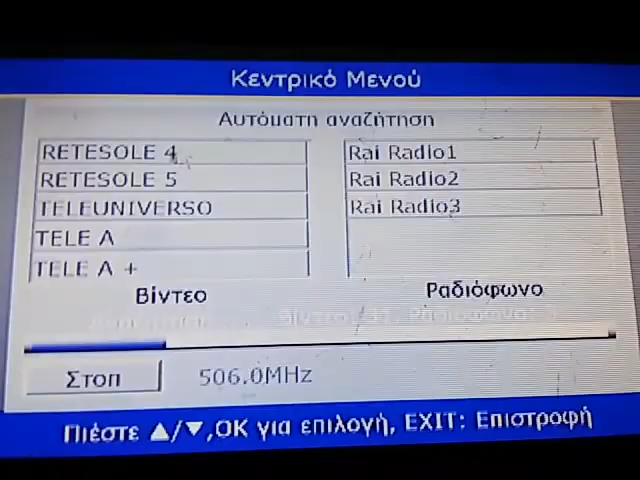 Κεντρικό Μενού
Αυτόματη αναζήτηση
RETESOLE 4
RETESOLE 5
TELEUNIVERSO
TELE A
TELE A +
Rai Radio1
Rai Radio2
Rai Radio3
Βίντεο
Ραδιόφωνο
Στοπ
506.0MHz
Πιέστε ▲/▼,OK για επιλογή, EXIT: Επιστροφή